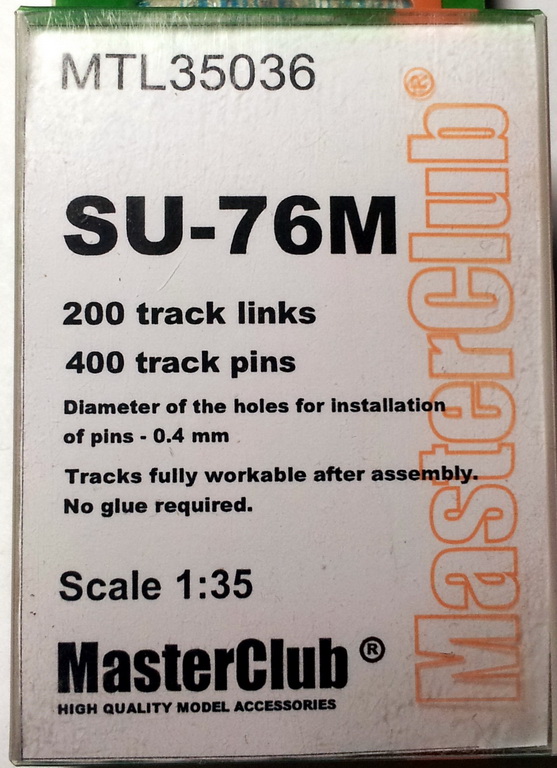 MTL35036
SU-76M
200 track links
400 track pins
Diameter of the holes for installation
of pins - 0.4 mm
Tracks fully workable after assembly.
No glue required.
Scale 1:35
MasterClub ®
HIGH QUALITY MODEL ACCESSORIES
MasterClub®